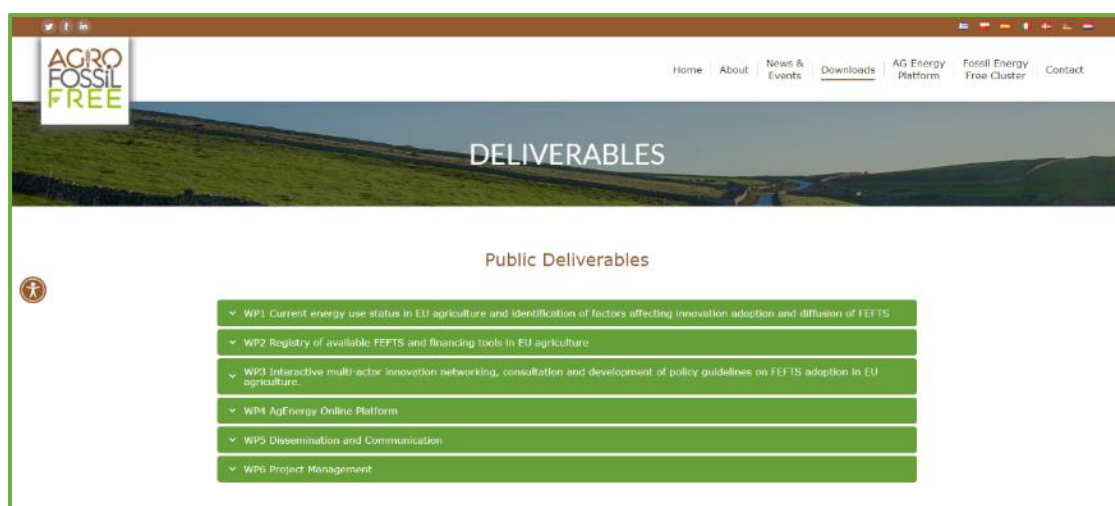 AGRO
FOSSIL
FREE
Home
About
News &
Events
Downloads
AG Energy
Platform
Fossil Energy
Free Cluster
Contact
DELIVERABLES
Public Deliverables
WP1 Current energy use status in EU agriculture and identification of factors affecting innovation adoption and diffusion of FEFTS
WP2 Registry of available FEFTS and financing tools in EU agriculture
WP3 Interactive multi-actor innovation networking, consultation and development of policy guidelines on FEFTS adoption in EU
agriculture.
WP4 AgEnergy Online Platform
WP5 Dissemination and Communication
WP6 Project Management